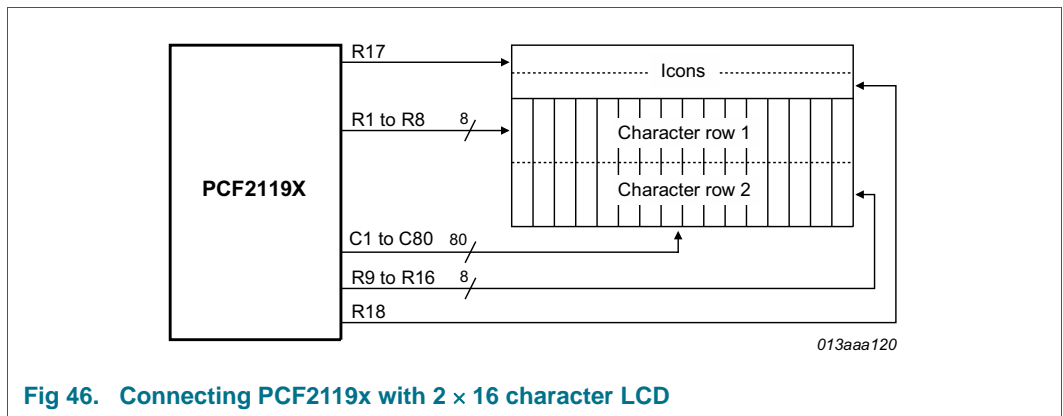 R17
Icons
R1 to R8 8
Character row 1
PCF2119X
Character row 2
C1 to C80 80
R9 to R16 8
R18
013aaa120
Fig 46. Connecting PCF2119x with 2 × 16 character LCD